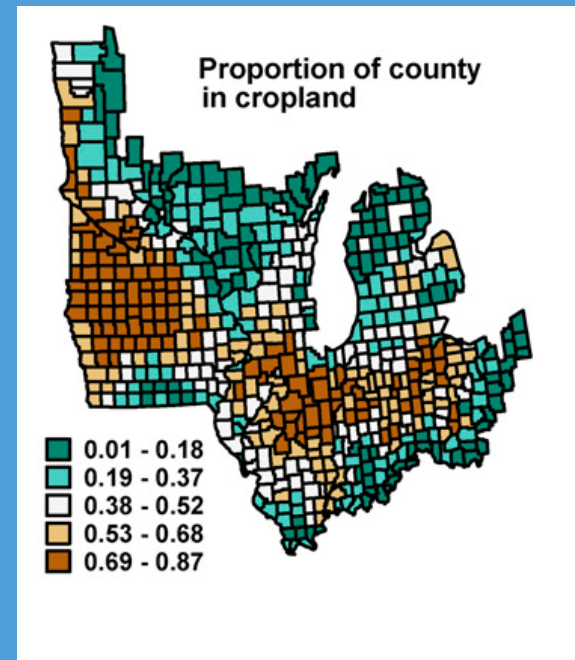 Proportion of county
in cropland
0.01 - 0.18
0.19 - 0.37
0.38 - 0.52
0.53 - 0.68
0.69 - 0.87